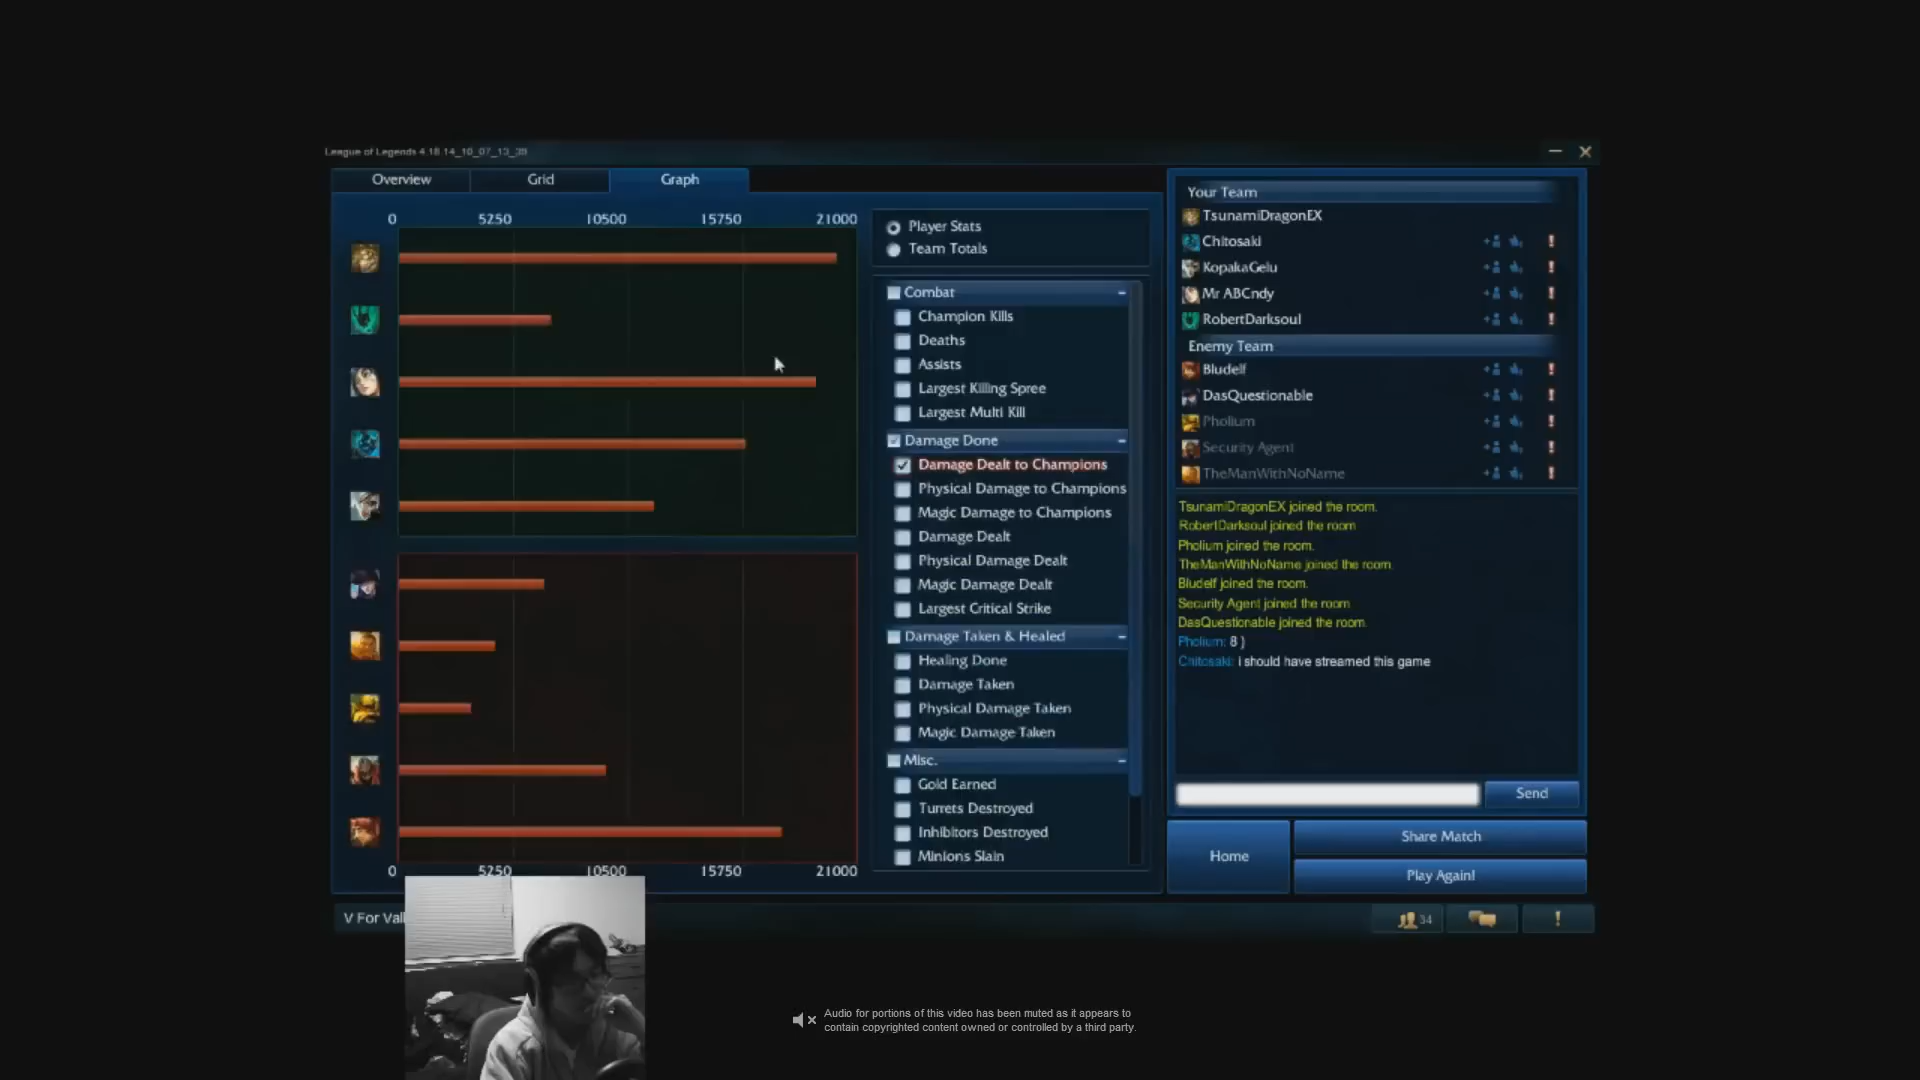 League of Legends 4.18.14_10_07_13_39
Overview
Grid
Graph
0 5250 10500 15750 21000
0 5250 10500 15750 21000
Player Stats
Team Totals
Combat
Champion Kills
Deaths
Assists
Largest Killing Spree
Largest Multi Kill
Damage Done
Damage Dealt to Champions
Physical Damage to Champions
Magic Damage to Champions
Damage Dealt
Physical Damage Dealt
Magic Damage Dealt
Largest Critical Strike
Damage Taken & Healed
Healing Done
Damage Taken
Physical Damage Taken
Magic Damage Taken
Misc.
Gold Earned
Turrets Destroyed
Inhibitors Destroyed
Minions Slain
Your Team
TsunamiDragonEX
Chitosaki
KopakaGelu
Mr ABCndy
RobertDarksoul
Enemy Team
Bludelf
DasQuestionable
Pholium
Security Agent
TheManWithNoName
TsunamiDragonEX joined the room.
RobertDarksoul joined the room
Pholium joined the room.
TheManWithNoName joined the room.
Bludelf joined the room.
Security Agent joined the room
DasQuestionable joined the room.
Pholium: 8 )
Chitosaki: i should have streamed this game
Send
Home
Share Match
Play Again!
V For Val
34
Audio for portions of this video has been muted as it appears to
contain copyrighted content owned or controlled by a third party.